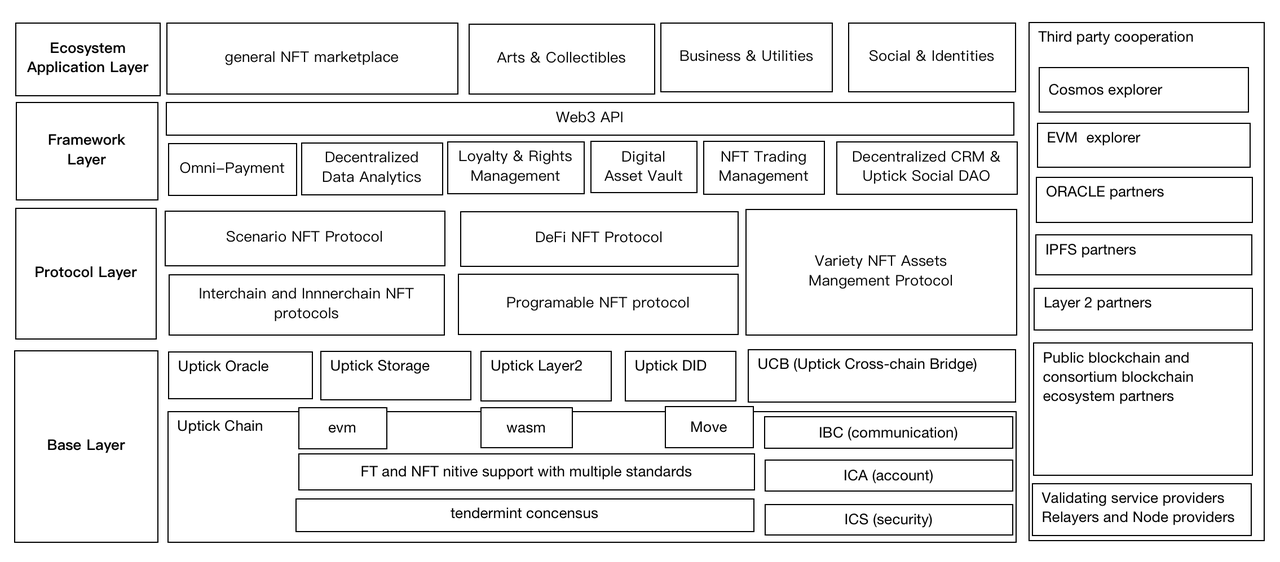 Ecosystem
Application Layer
general NFT marketplace
Arts & Collectibles
Business & Utilities
Social & Identities
Framework
Layer
Web3 API
Omni-Payment
Decentralized
Data Analytics
Loyalty & Rights
Management
Digital
Asset Vault
NFT Trading
Management
Decentralized CRM &
Uptick Social DAO
Protocol Layer
Scenario NFT Protocol
DeFi NFT Protocol
Variety NFT Assets
Mangement Protocol
Interchain and Innnerchain NFT
protocols
Programable NFT protocol
Base Layer
Uptick Oracle
Uptick Storage
Uptick Layer2
Uptick DID
UCB (Uptick Cross-chain Bridge)
Uptick Chain
evm
wasm
Move
IBC (communication)
FT and NFT nitive support with multiple standards
ICA (account)
tendermint concensus
ICS (security)
Third party cooperation
Cosmos explorer
EVM  explorer
ORACLE partners
IPFS partners
Layer 2 partners
Public blockchain and
consortium blockchain
ecosystem partners
Validating service providers
Relayers and Node providers